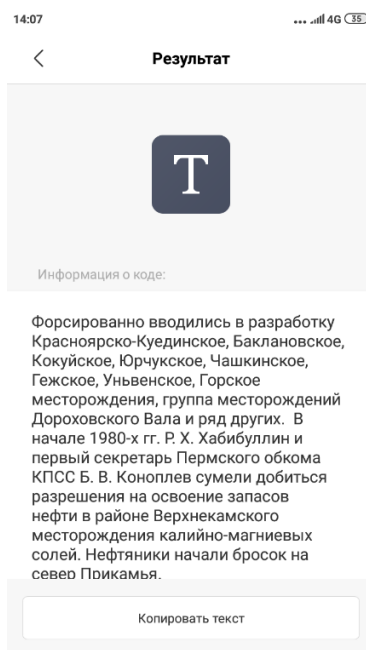 14:07
... 4G 35
Результат
T
Информация о коде:
Форсированно вводились в разработку
Красноярско-Куединское, Баклановское,
Кокуйское, Юрчукское, Чашкинское,
Гежское, Уньвенское, Горское
месторождения, группа месторождений
Дороховского Вала и ряд других.  В
начале 1980-х гг. Р. Х. Хабибуллин и
первый секретарь Пермского обкома
КПСС Б. В. Коноплев сумели добиться
разрешения на освоение запасов
нефти в районе Верхнекамского
месторождения калийно-магниевых
солей. Нефтяники начали бросок на
север Прикамья.
Копировать текст